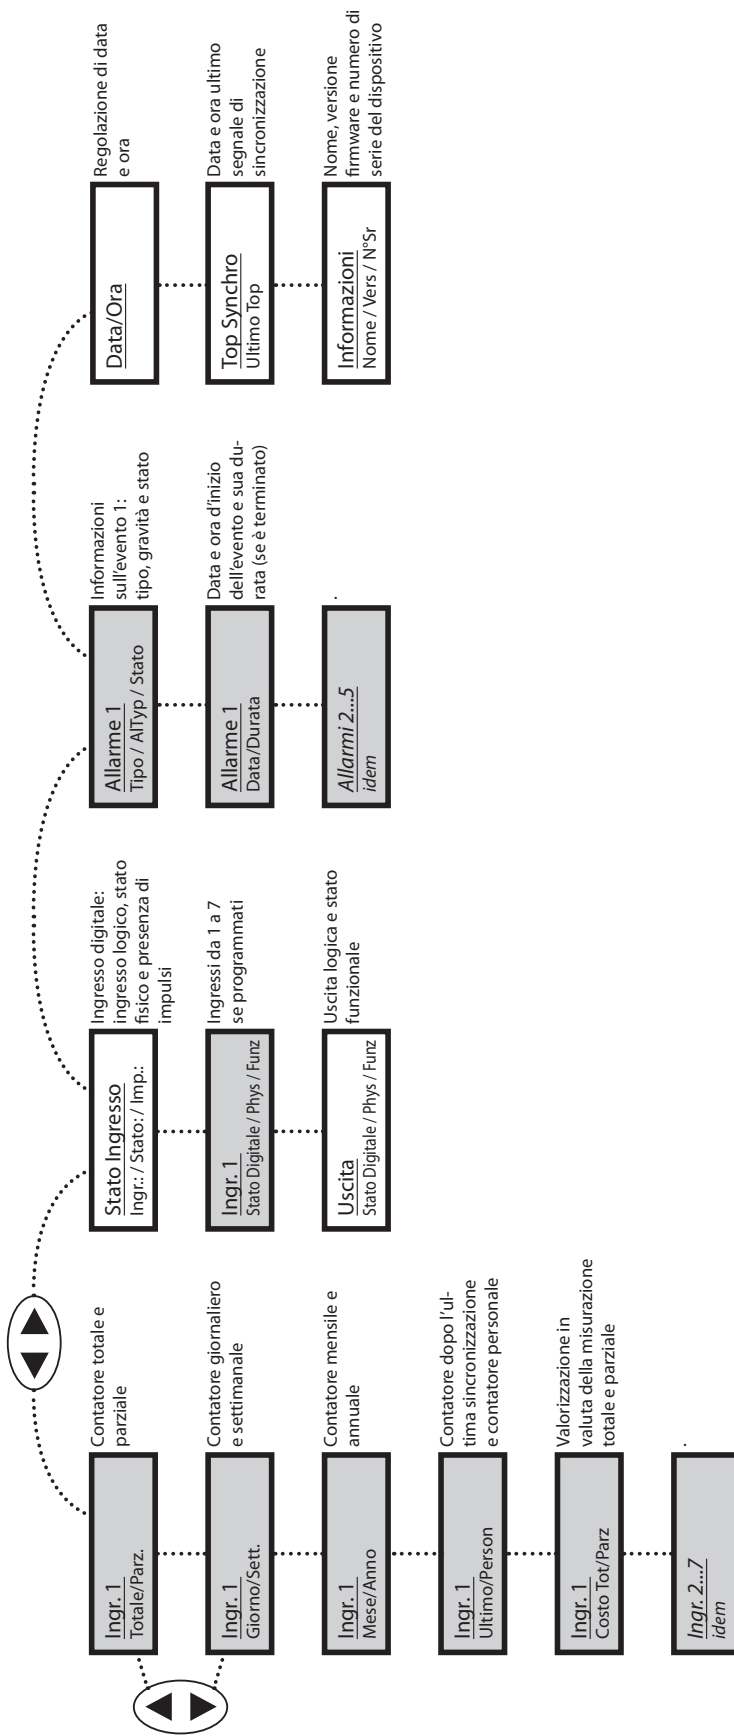 Ingr. 1
Totale/Parz.
Contatore totale e
parziale
Ingr. 1
Giorno/Sett.
Contatore giornaliero
e settimanale
Ingr. 1
Mese/Anno
Contatore mensile e
annuale
Ingr. 1
Ultimo/Person
Contatore dopo l'ul-
tima sincronizzazione
e contatore personale
Ingr. 1
Costo Tot/Parz
Valorizzazione in
valuta della misurazione
totale e parziale
Ingr. 2...7
idem
.
Stato Ingresso
Ingr.: / Stato: / Imp.:
Ingresso digitale:
ingresso logico, stato
fisico e presenza di
impulsi
Ingr. 1
Stato Digitale / Phys / Funz
Ingressi da 1 a 7
se programmati
Uscita
Stato Digitale / Phys / Funz
Uscita logica e stato
funzionale
Allarme 1
Tipo / AlTyp / Stato
Informazioni
sull'evento 1:
tipo, gravità e stato
Allarme 1
Data/Durata
Data e ora d'inizio
dell'evento e sua du-
rata (se è terminato)
Allarmi 2...5
idem
.
Data/Ora
Regolazione di data
e ora
Top Synchro
Ultimo Top
Data e ora ultimo
segnale di
sincronizzazione
Informazioni
Nome / Vers / N°Sr
Nome, versione
firmware e numero di
serie del dispositivo